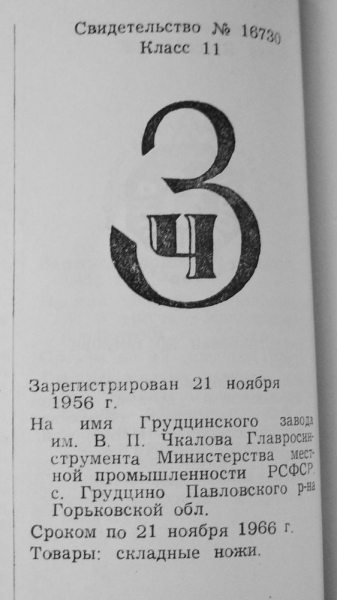 Свидетельство № 16730
Класс 11
З
Ч
Зарегистрирован 21 ноября
1956 г.
На имя Грудцинского завода
им. В. П. Чкалова Главросин-
струмента Министерства мест-
ной промышленности РСФСР,
с. Грудцино Павловского р-на
Горьковской обл.
Сроком по 21 ноября 1966 г.
Товары: складные ножи.